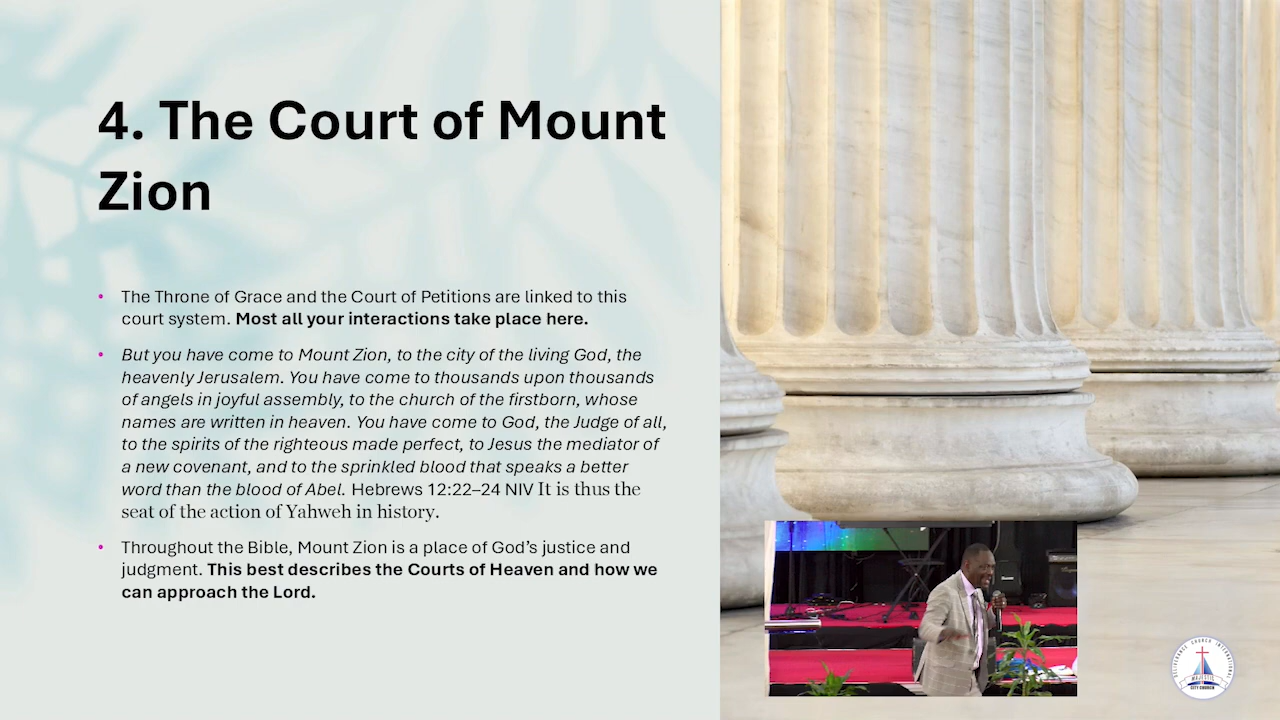 4. The Court of Mount
Zion
• The Throne of Grace and the Court of Petitions are linked to this
court system. Most all your interactions take place here.
• But you have come to Mount Zion, to the city of the living God, the
heavenly Jerusalem. You have come to thousands upon thousands
of angels in joyful assembly, to the church of the firstborn, whose
names are written in heaven. You have come to God, the Judge of all,
to the spirits of the righteous made perfect, to Jesus the mediator of
a new covenant, and to the sprinkled blood that speaks a better
word than the blood of Abel. Hebrews 12:22–24 NIV It is thus the
seat of the action of Yahweh in history.
• Throughout the Bible, Mount Zion is a place of God’s justice and
judgment. This best describes the Courts of Heaven and how we
can approach the Lord.
DELIVERANCE CHURCH INTERNATIONAL
MAJESTIC
CITY CHURCH